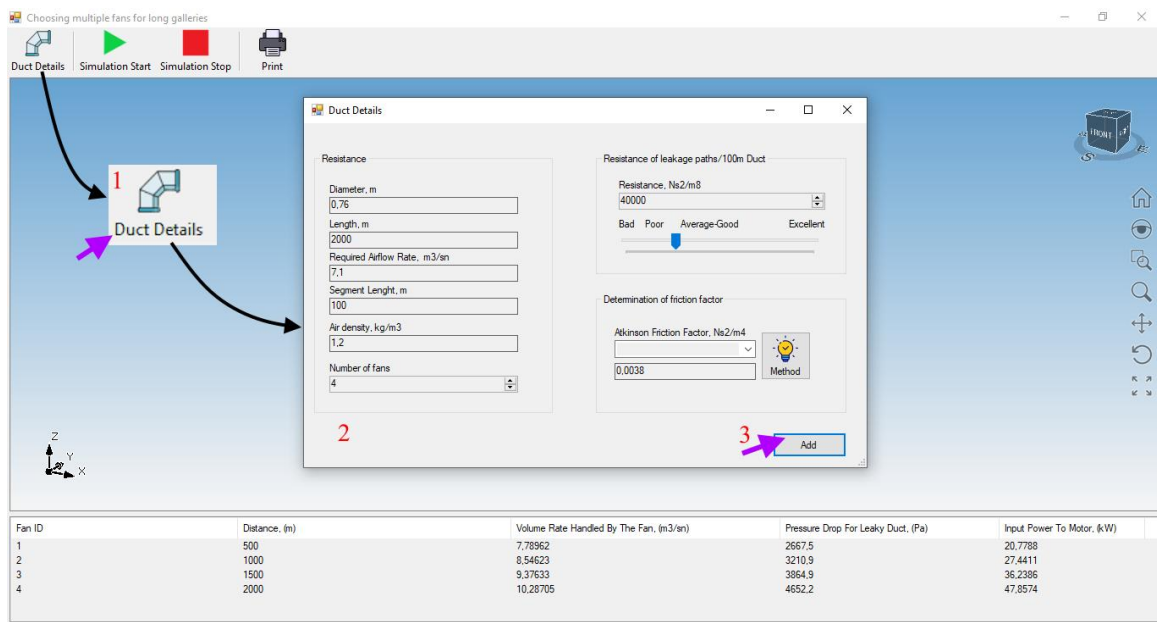 Choosing multiple fans for long galleries
Duct Details Simulation Start Simulation Stop Print
Duct Details
Resistance
Diameter, m
0,76
Length, m
2000
Required Airflow Rate, m3/sn
7,1
Segment Lenght, m
100
Air density, kg/m3
1,2
Number of fans
4
Resistance of leakage paths/100m Duct
Resistance, Ns2/m8
40000
Bad Poor Average-Good Excellent
Determination of friction factor
Atkinson Friction Factor, Ns2/m4
0,0038
Method
Add
1
Duct Details
2
3
FRONT
S
E
Z
Y
X
Fan ID Distance, (m) Volume Rate Handled By The Fan, (m3/sn) Pressure Drop For Leaky Duct, (Pa) Input Power To Motor, (kW)
1 500 7,78962 2667,5 20,7788
2 1000 8,54623 3210,9 27,4411
3 1500 9,37633 3864,9 36,2386
4 2000 10,28705 4652,2 47,8574